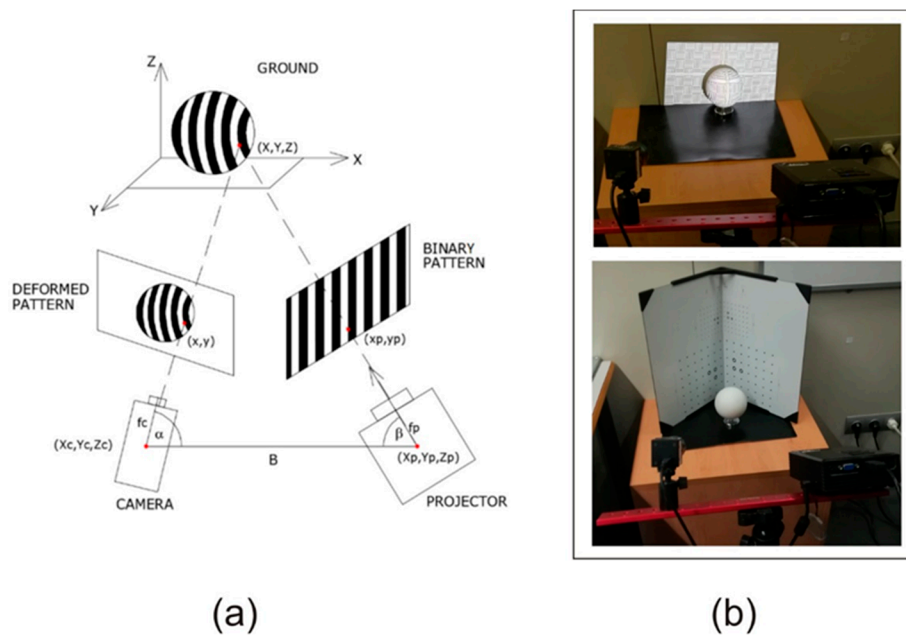 Z
GROUND
(X,Y,Z)
X
Y
BINARY
PATTERN
DEFORMED
PATTERN
(x,y)
(xp,yp)
fc
α
β
fp
(Xc,Yc,Zc)
B
(Xp,Yp,Zp)
CAMERA
PROJECTOR
(a)
(b)